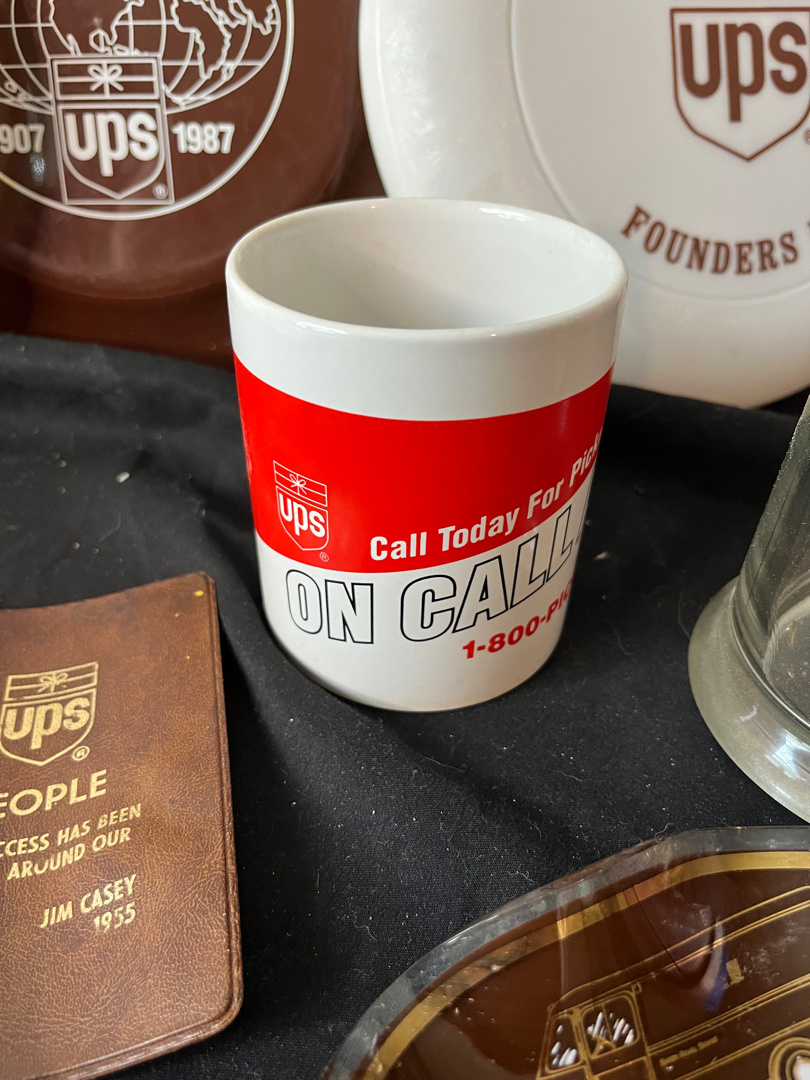 907 ups 1987
®
ups
FOUNDERS
ups
®
Call Today For Pick
ON CALL
1-800-PIC
ups
®
EOPLE
CCESS HAS BEEN
AROUND OUR
JIM CASEY
1955